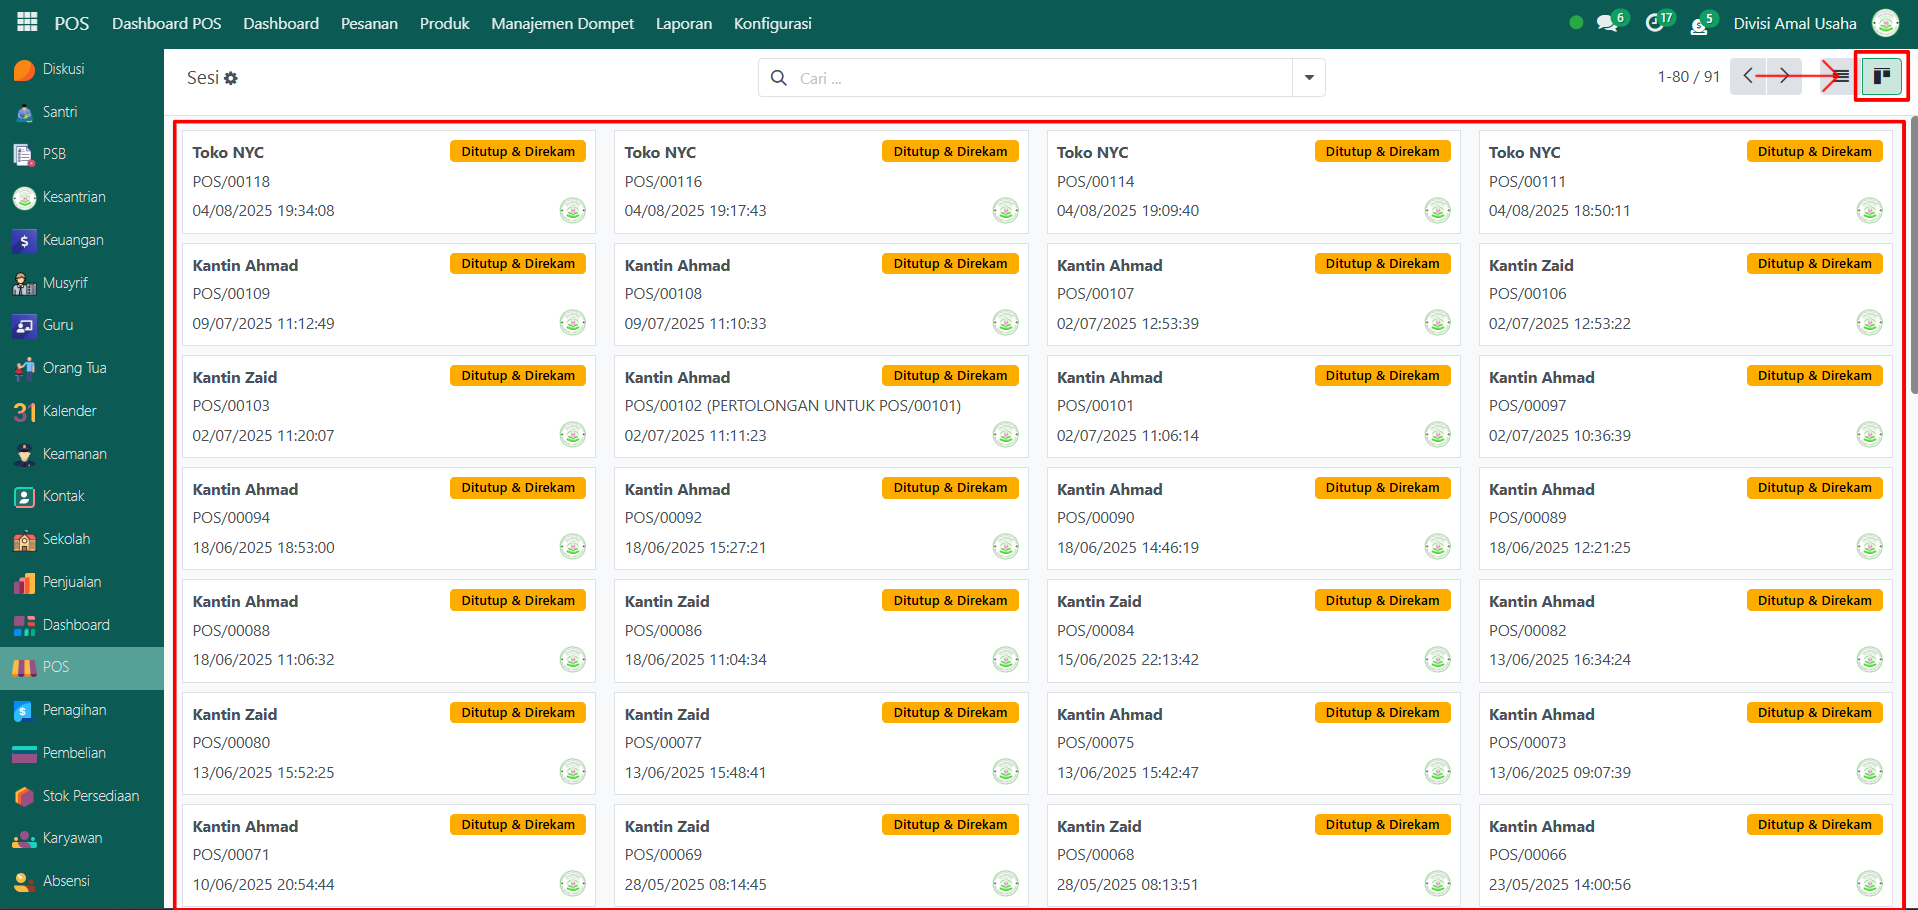 POS Dashboard POS Dashboard Pesanan Produk Manajemen Dompet Laporan Konfigurasi 6 17 5 Divisi Amal Usaha
Diskusi
Santri
PSB
Kesantrian
Keuangan
Musyrif
Guru
Orang Tua
31 Kalender
Keamanan
Kontak
Sekolah
Penjualan
Dashboard
POS
Penagihan
Pembelian
Stok Persediaan
Karyawan
Absensi
Sesi Cari ... 1-80 / 91
Toko NYC Ditutup & Direkam Toko NYC Ditutup & Direkam Toko NYC Ditutup & Direkam Toko NYC Ditutup & Direkam
POS/00118 POS/00116 POS/00114 POS/00111
04/08/2025 19:34:08 04/08/2025 19:17:43 04/08/2025 19:09:40 04/08/2025 18:50:11
Kantin Ahmad Ditutup & Direkam Kantin Ahmad Ditutup & Direkam Kantin Ahmad Ditutup & Direkam Kantin Zaid Ditutup & Direkam
POS/00109 POS/00108 POS/00107 POS/00106
09/07/2025 11:12:49 09/07/2025 11:10:33 02/07/2025 12:53:39 02/07/2025 12:53:22
Kantin Zaid Ditutup & Direkam Kantin Ahmad Ditutup & Direkam Kantin Ahmad Ditutup & Direkam Kantin Ahmad Ditutup & Direkam
POS/00103 POS/00102 (PERTOLONGAN UNTUK POS/00101) POS/00101 POS/00097
02/07/2025 11:20:07 02/07/2025 11:11:23 02/07/2025 11:06:14 02/07/2025 10:36:39
Kantin Ahmad Ditutup & Direkam Kantin Ahmad Ditutup & Direkam Kantin Ahmad Ditutup & Direkam Kantin Ahmad Ditutup & Direkam
POS/00094 POS/00092 POS/00090 POS/00089
18/06/2025 18:53:00 18/06/2025 15:27:21 18/06/2025 14:46:19 18/06/2025 12:21:25
Kantin Ahmad Ditutup & Direkam Kantin Zaid Ditutup & Direkam Kantin Zaid Ditutup & Direkam Kantin Ahmad Ditutup & Direkam
POS/00088 POS/00086 POS/00084 POS/00082
18/06/2025 11:06:32 18/06/2025 11:04:34 15/06/2025 22:13:42 13/06/2025 16:34:24
Kantin Zaid Ditutup & Direkam Kantin Zaid Ditutup & Direkam Kantin Ahmad Ditutup & Direkam Kantin Ahmad Ditutup & Direkam
POS/00080 POS/00077 POS/00075 POS/00073
13/06/2025 15:52:25 13/06/2025 15:48:41 13/06/2025 15:42:47 13/06/2025 09:07:39
Kantin Ahmad Ditutup & Direkam Kantin Zaid Ditutup & Direkam Kantin Zaid Ditutup & Direkam Kantin Ahmad Ditutup & Direkam
POS/00071 POS/00069 POS/00068 POS/00066
10/06/2025 20:54:44 28/05/2025 08:14:45 28/05/2025 08:13:51 23/05/2025 14:00:56